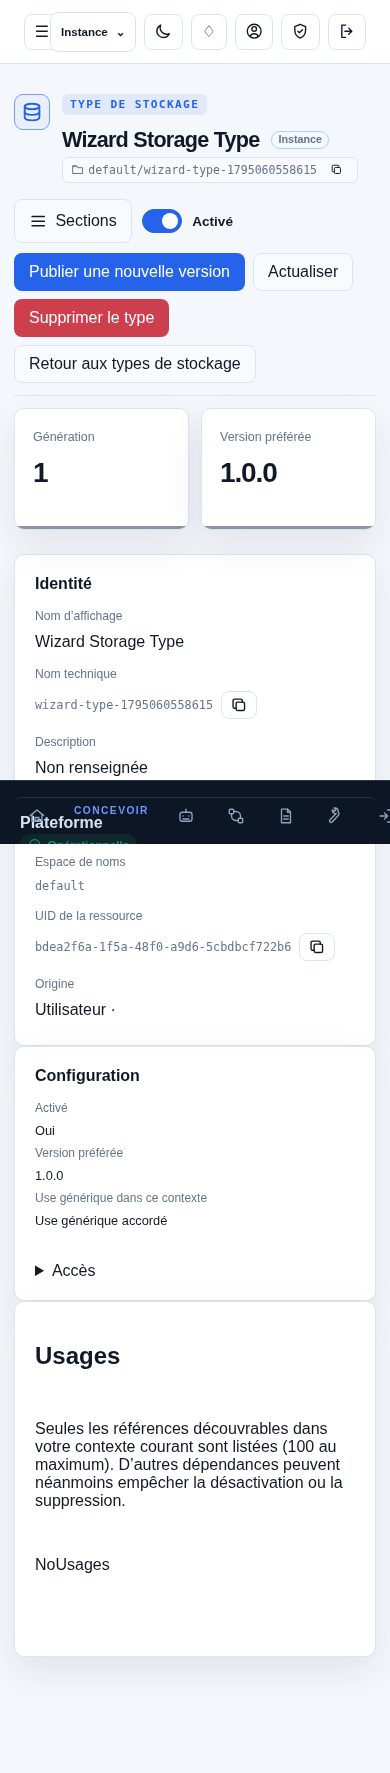 Instance
TYPE DE STOCKAGE
Wizard Storage Type
Instance
default/wizard-type-1795060558615
Sections
Activé
Publier une nouvelle version
Actualiser
Supprimer le type
Retour aux types de stockage
Génération
1
Version préférée
1.0.0
Identité
Nom d’affichage
Wizard Storage Type
Nom technique
wizard-type-1795060558615
Description
Non renseignée
CONCEVOIR
Plateforme
Opérationnelle
Espace de noms
default
UID de la ressource
bdea2f6a-1f5a-48f0-a9d6-5cbdbcf722b6
Origine
Utilisateur ·
Configuration
Activé
Oui
Version préférée
1.0.0
Use générique dans ce contexte
Use générique accordé
Accès
Usages
Seules les références découvrables dans
votre contexte courant sont listées (100 au
maximum). D’autres dépendances peuvent
néanmoins empêcher la désactivation ou la
suppression.
NoUsages